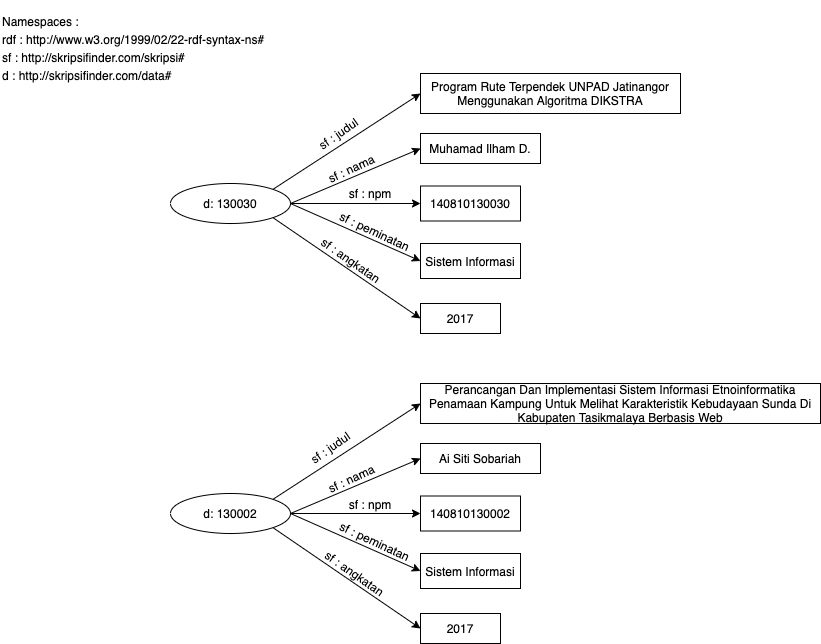 Namespaces :
rdf : http://www.w3.org/1999/02/22-rdf-syntax-ns#
sf : http://skripsifinder.com/skripsi#
d : http://skripsifinder.com/data#
Program Rute Terpendek UNPAD Jatinangor
Menggunakan Algoritma DIKSTRA
sf : judul
Muhamad Ilham D.
sf : nama
d: 130030
sf : npm
140810130030
sf : peminatan
Sistem Informasi
sf : angkatan
2017
Perancangan Dan Implementasi Sistem Informasi Etnoinformatika
Penamaan Kampung Untuk Melihat Karakteristik Kebudayaan Sunda Di
Kabupaten Tasikmalaya Berbasis Web
sf : judul
Ai Siti Sobariah
sf : nama
d: 130002
sf : npm
140810130002
sf : peminatan
Sistem Informasi
sf : angkatan
2017